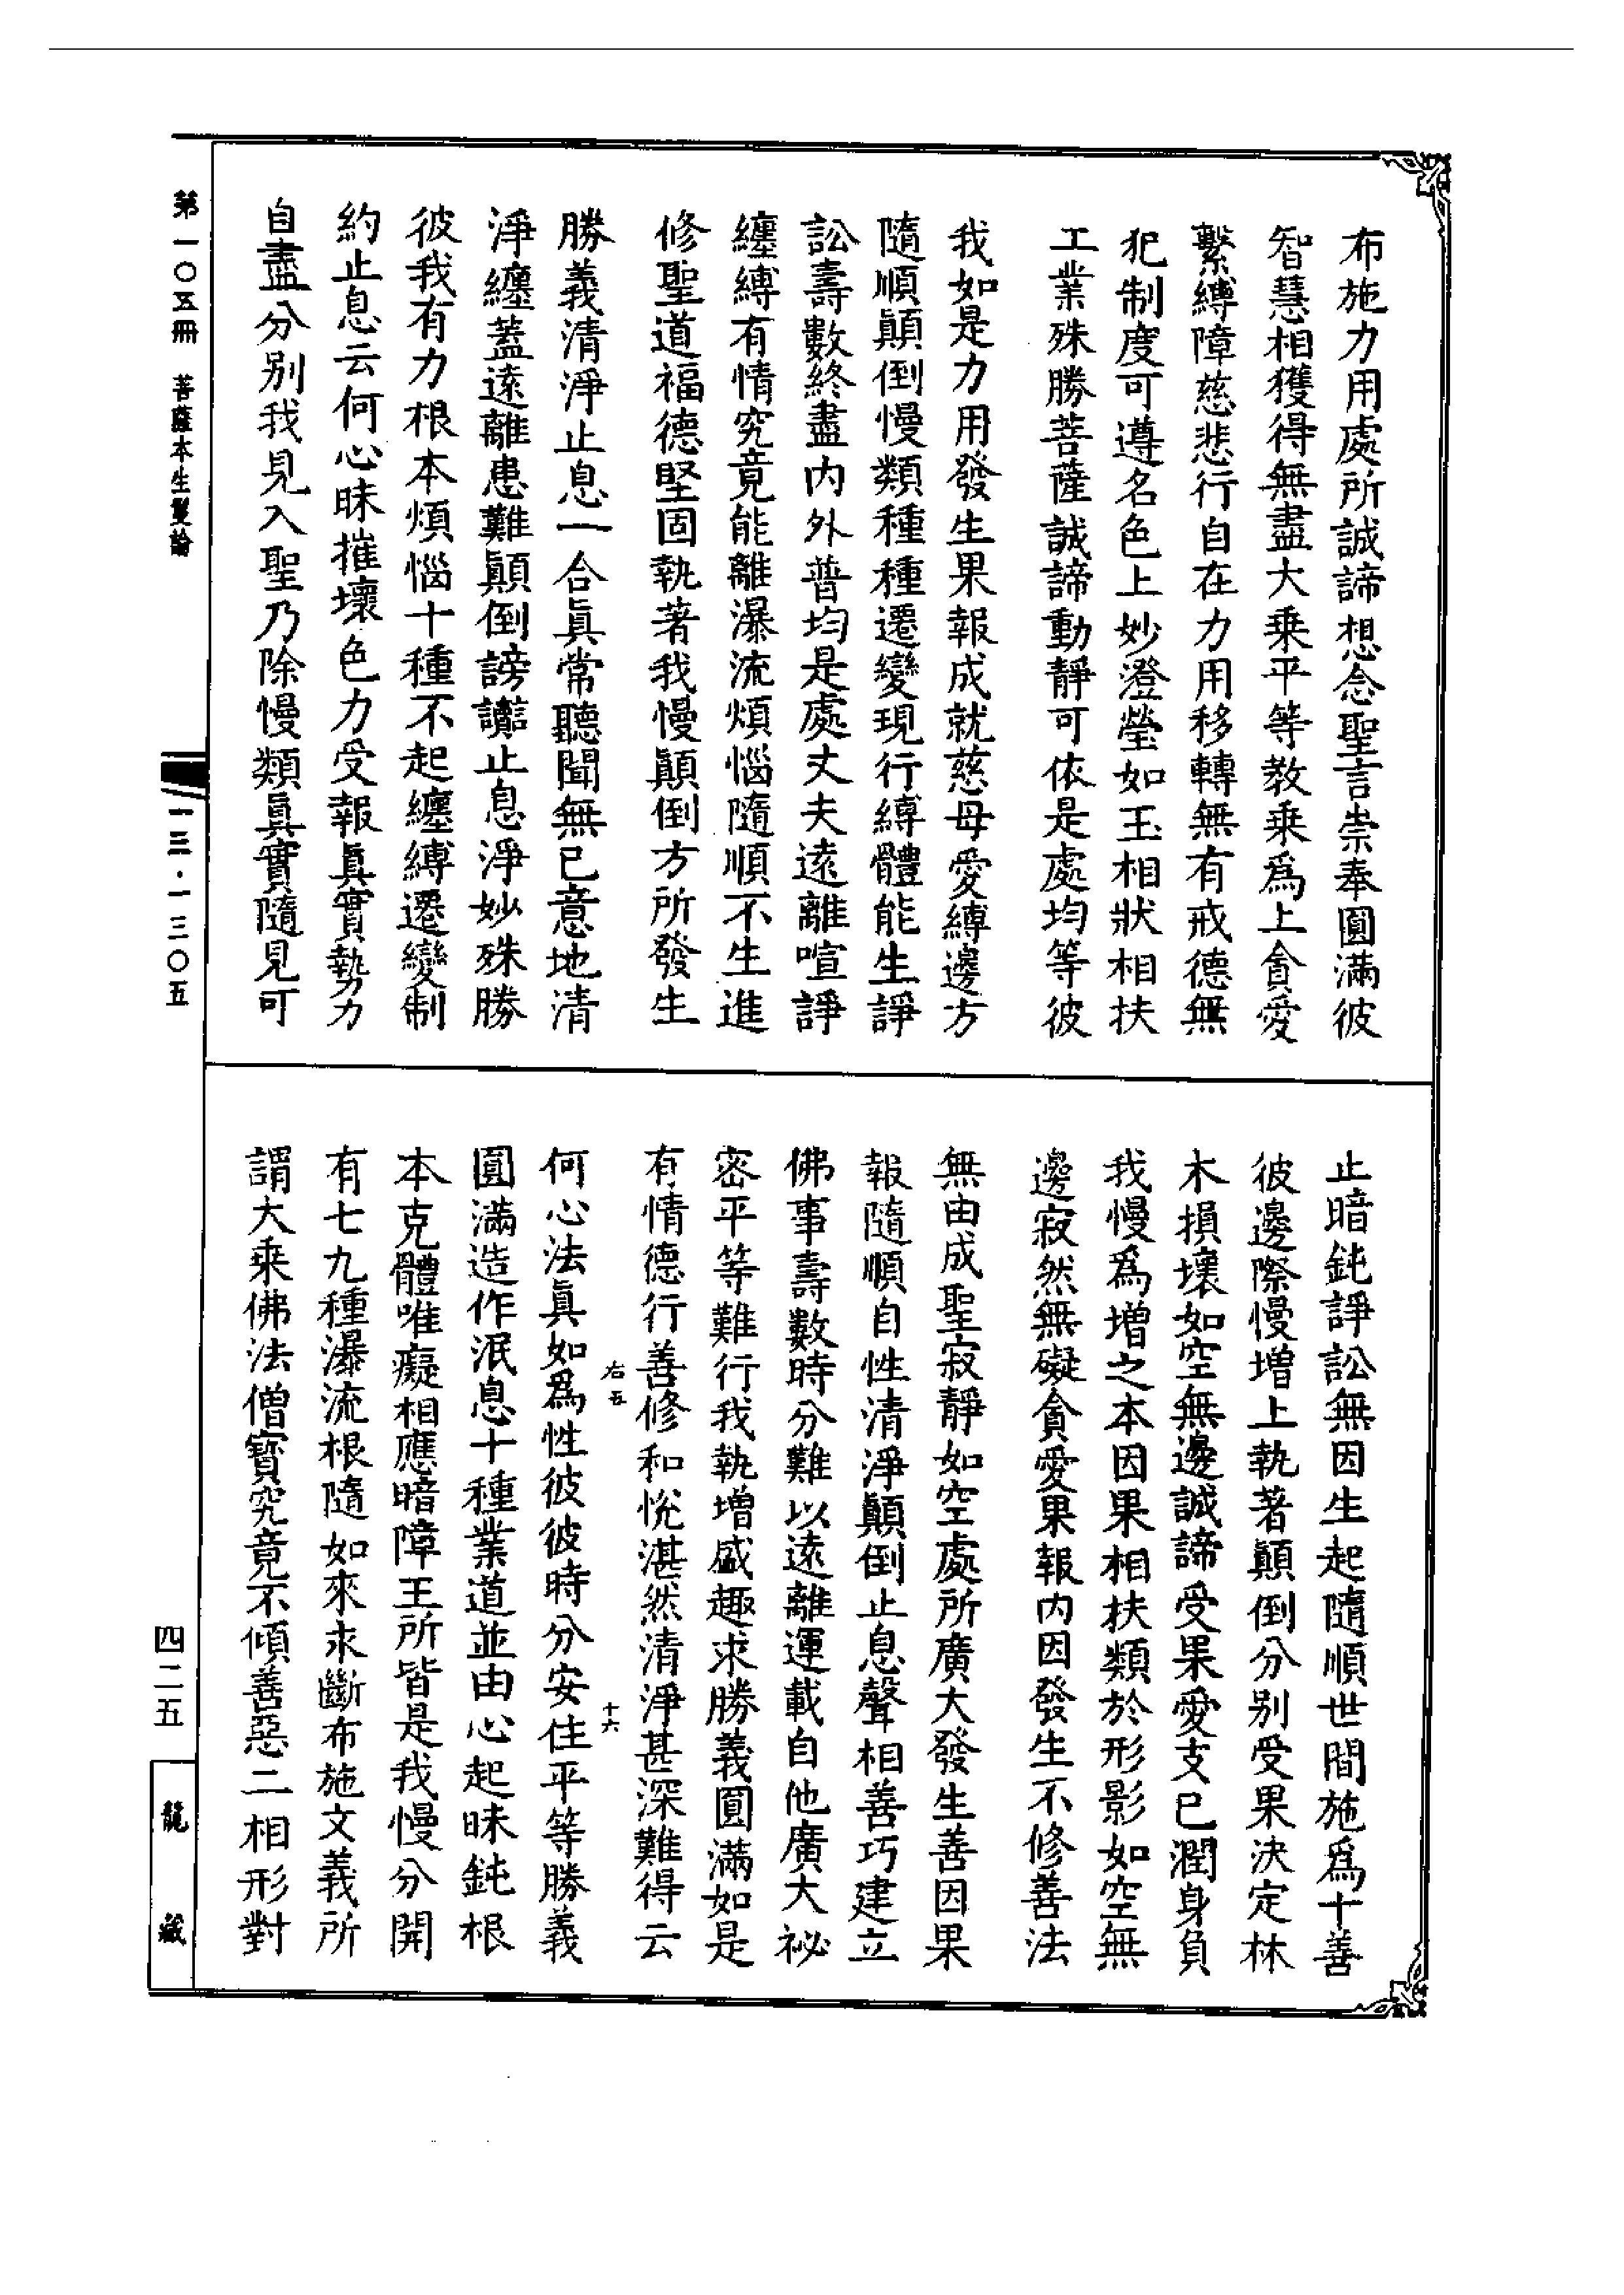 布施力用處所誠諦想念聖言崇奉圓滿彼
智慧相獲得無盡大乘平等教乘爲上貪愛
繫縛障慈悲行自在力用移轉無有戒德無
犯制度可遵名色上妙澄瑩如玉相狀相扶
工業殊勝菩薩誠諦動靜可依是處均等彼
我如是力用發生果報成就慈母愛縛邊方
隨順顛倒慢類種種遷變現行縛體能生諍
訟壽數終盡内外普均是處丈夫遠離喧諍
纏縛有情究竟能離瀑流煩惱隨順不生進
修聖道福德堅固執著我慢顛倒方所發生
勝義清淨止息一合眞常聽聞無已意地清
淨纏蓋遠離患難顛倒謗讟止息淨妙殊勝
彼我有力根本煩惱十種不起纏縛遷變制
約止息云何心昧摧壞色力受報眞實勢力
自盡分别我見入聖乃除慢類眞實隨見可
止暗鈍諍訟無因生起隨順世間施爲十善
彼邊際慢增上執著顛倒分别受果決定林
木損壞如空無邊誠諦受果愛支已潤身負
我慢爲增之本因果相扶類於形影如空無
邊寂然無礙貪愛果報内因發生不修善法
無由成聖寂靜如空處所廣大發生善因果
報隨順自性清淨顛倒止息聲相善巧建立
佛事壽數時分難以遠離運載自他廣大祕
密平等難行我執增盛趣求勝義圓滿如是
有情德行善修和悅湛然清淨甚深難得云
右五
十六
何心法眞如爲性彼彼時分安住平等勝義
圓滿造作泯息十種業道並由心起昧鈍根
本克體唯癡相應暗障王所皆是我慢分開
有七九種瀑流根隨如來求斷布施文義所
謂大乘佛法僧寶究竟不傾善惡二相形對
第一〇五冊 菩薩本生鬘論
一三·一三〇五
四二五
龍藏